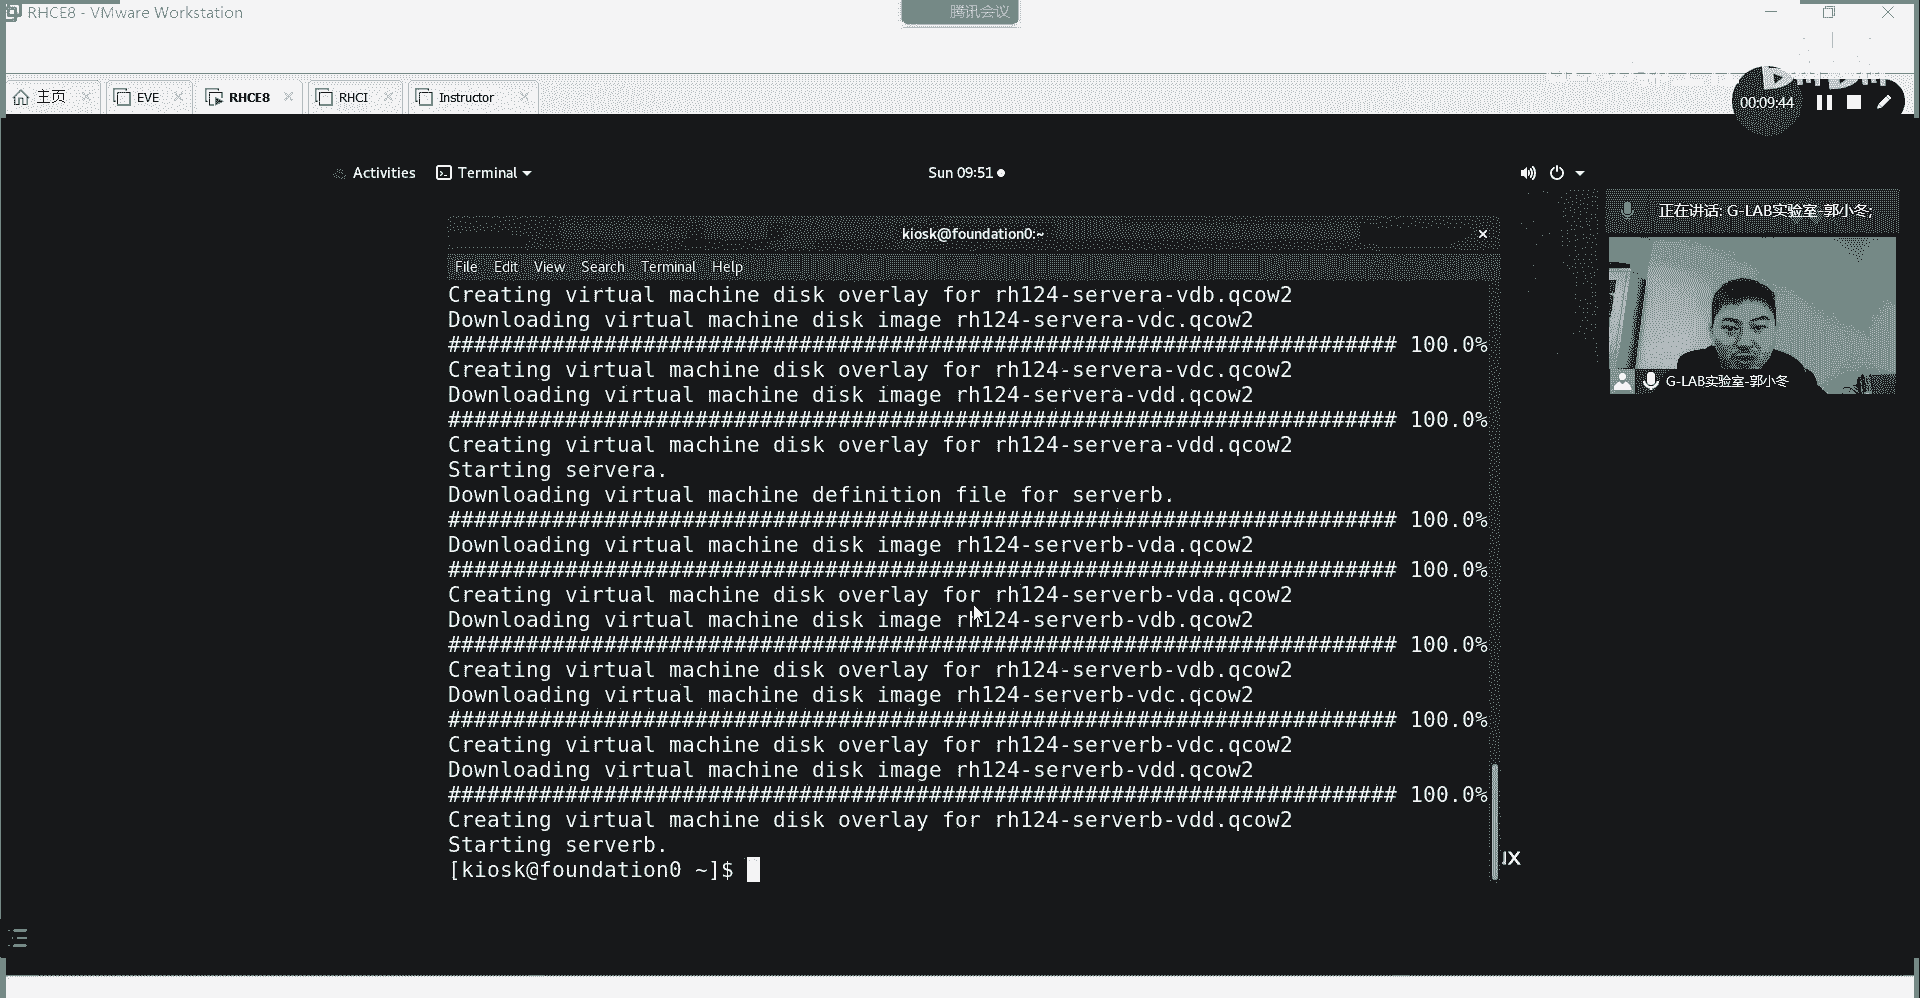 RHCE8 - VMware Workstation
腾讯会议
主页
EVE
RHCE8
RHCI
Instructor
00:09:44
Activities
Terminal
Sun 09:51
正在讲话: G-LAB实验室-郭小冬;
kiosk@foundation0:~
File Edit View Search Terminal Help
Creating virtual machine disk overlay for rh124-servera-vdb.qcow2
Downloading virtual machine disk image rh124-servera-vdc.qcow2
######################################################################### 100.0%
Creating virtual machine disk overlay for rh124-servera-vdc.qcow2
Downloading virtual machine disk image rh124-servera-vdd.qcow2
######################################################################### 100.0%
Creating virtual machine disk overlay for rh124-servera-vdd.qcow2
Starting servera.
Downloading virtual machine definition file for serverb.
######################################################################### 100.0%
Downloading virtual machine disk image rh124-serverb-vda.qcow2
######################################################################### 100.0%
Creating virtual machine disk overlay for rh124-serverb-vda.qcow2
Downloading virtual machine disk image rh124-serverb-vdb.qcow2
######################################################################### 100.0%
Creating virtual machine disk overlay for rh124-serverb-vdb.qcow2
Downloading virtual machine disk image rh124-serverb-vdc.qcow2
######################################################################### 100.0%
Creating virtual machine disk overlay for rh124-serverb-vdc.qcow2
Downloading virtual machine disk image rh124-serverb-vdd.qcow2
######################################################################### 100.0%
Creating virtual machine disk overlay for rh124-serverb-vdd.qcow2
Starting serverb.
[kiosk@foundation0 ~]$
G-LAB实验室-郭小冬